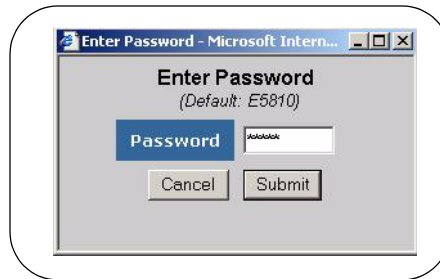 Enter Password - Microsoft Intern...
Enter Password
(Default: E5810)
Password ******
Cancel Submit